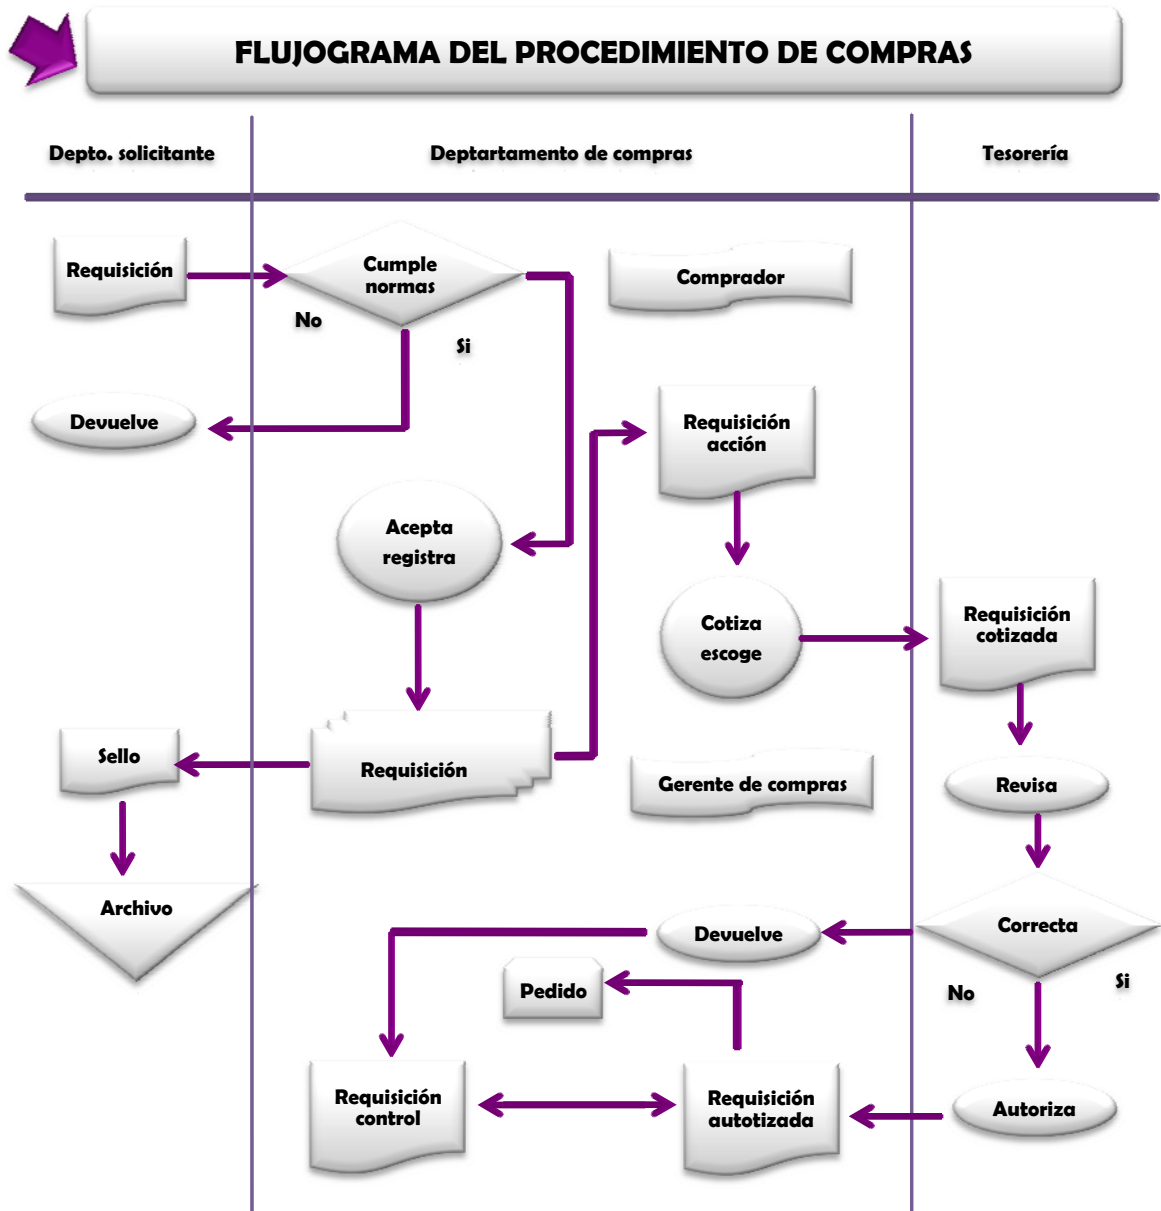 FLUJOGRAMA DEL PROCEDIMIENTO DE COMPRAS
Depto. solicitante
Deptartamento de compras
Tesorería
Requisición
Cumple
normas
Comprador
No
Si
Devuelve
Requisición
acción
Acepta
registra
Cotiza
escoge
Requisición
cotizada
Sello
Requisición
Gerente de compras
Revisa
Archivo
Devuelve
Correcta
Pedido
No
Si
Requisición
control
Requisición
autotizada
Autoriza